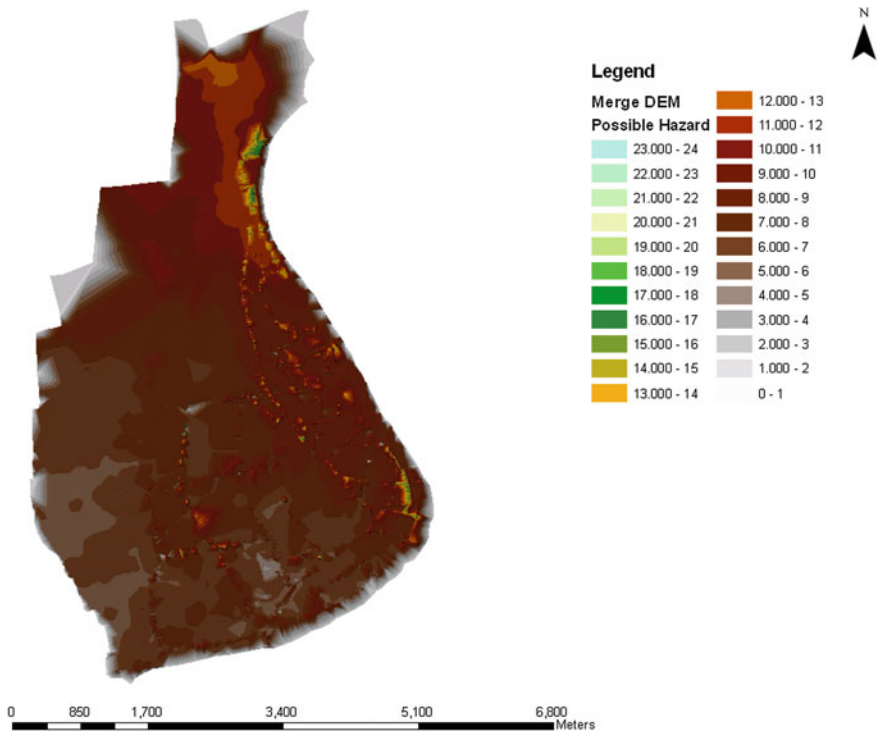 N
Legend
Merge DEM
Possible Hazard
23.000 - 24
22.000 - 23
21.000 - 22
20.000 - 21
19.000 - 20
18.000 - 19
17.000 - 18
16.000 - 17
15.000 - 16
14.000 - 15
13.000 - 14
12.000 - 13
11.000 - 12
10.000 - 11
9.000 - 10
8.000 - 9
7.000 - 8
6.000 - 7
5.000 - 6
4.000 - 5
3.000 - 4
2.000 - 3
1.000 - 2
0 - 1
0 850 1,700 3,400 5,100 6,800
Meters